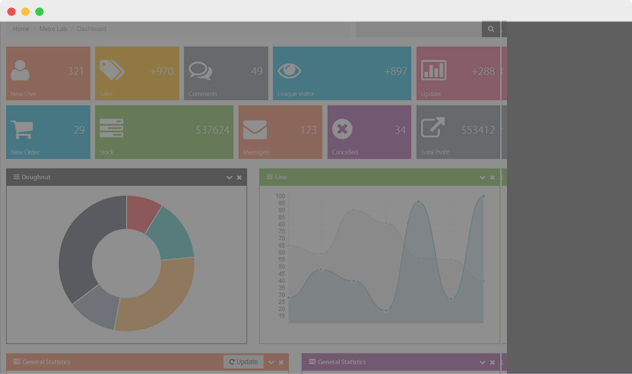 Home / Metro Lab / Dashboard
321
New User
+970
Sale
49
Comments
+897
Unique Visitor
+288
Update
29
New Order
$37624
Stock
123
Messages
34
Cancelled
$53412
Total Profit
Doughnut
Line
100
95
90
85
80
75
70
65
60
55
50
45
40
35
30
25
20
15
General Statistics
Update
General Statistics